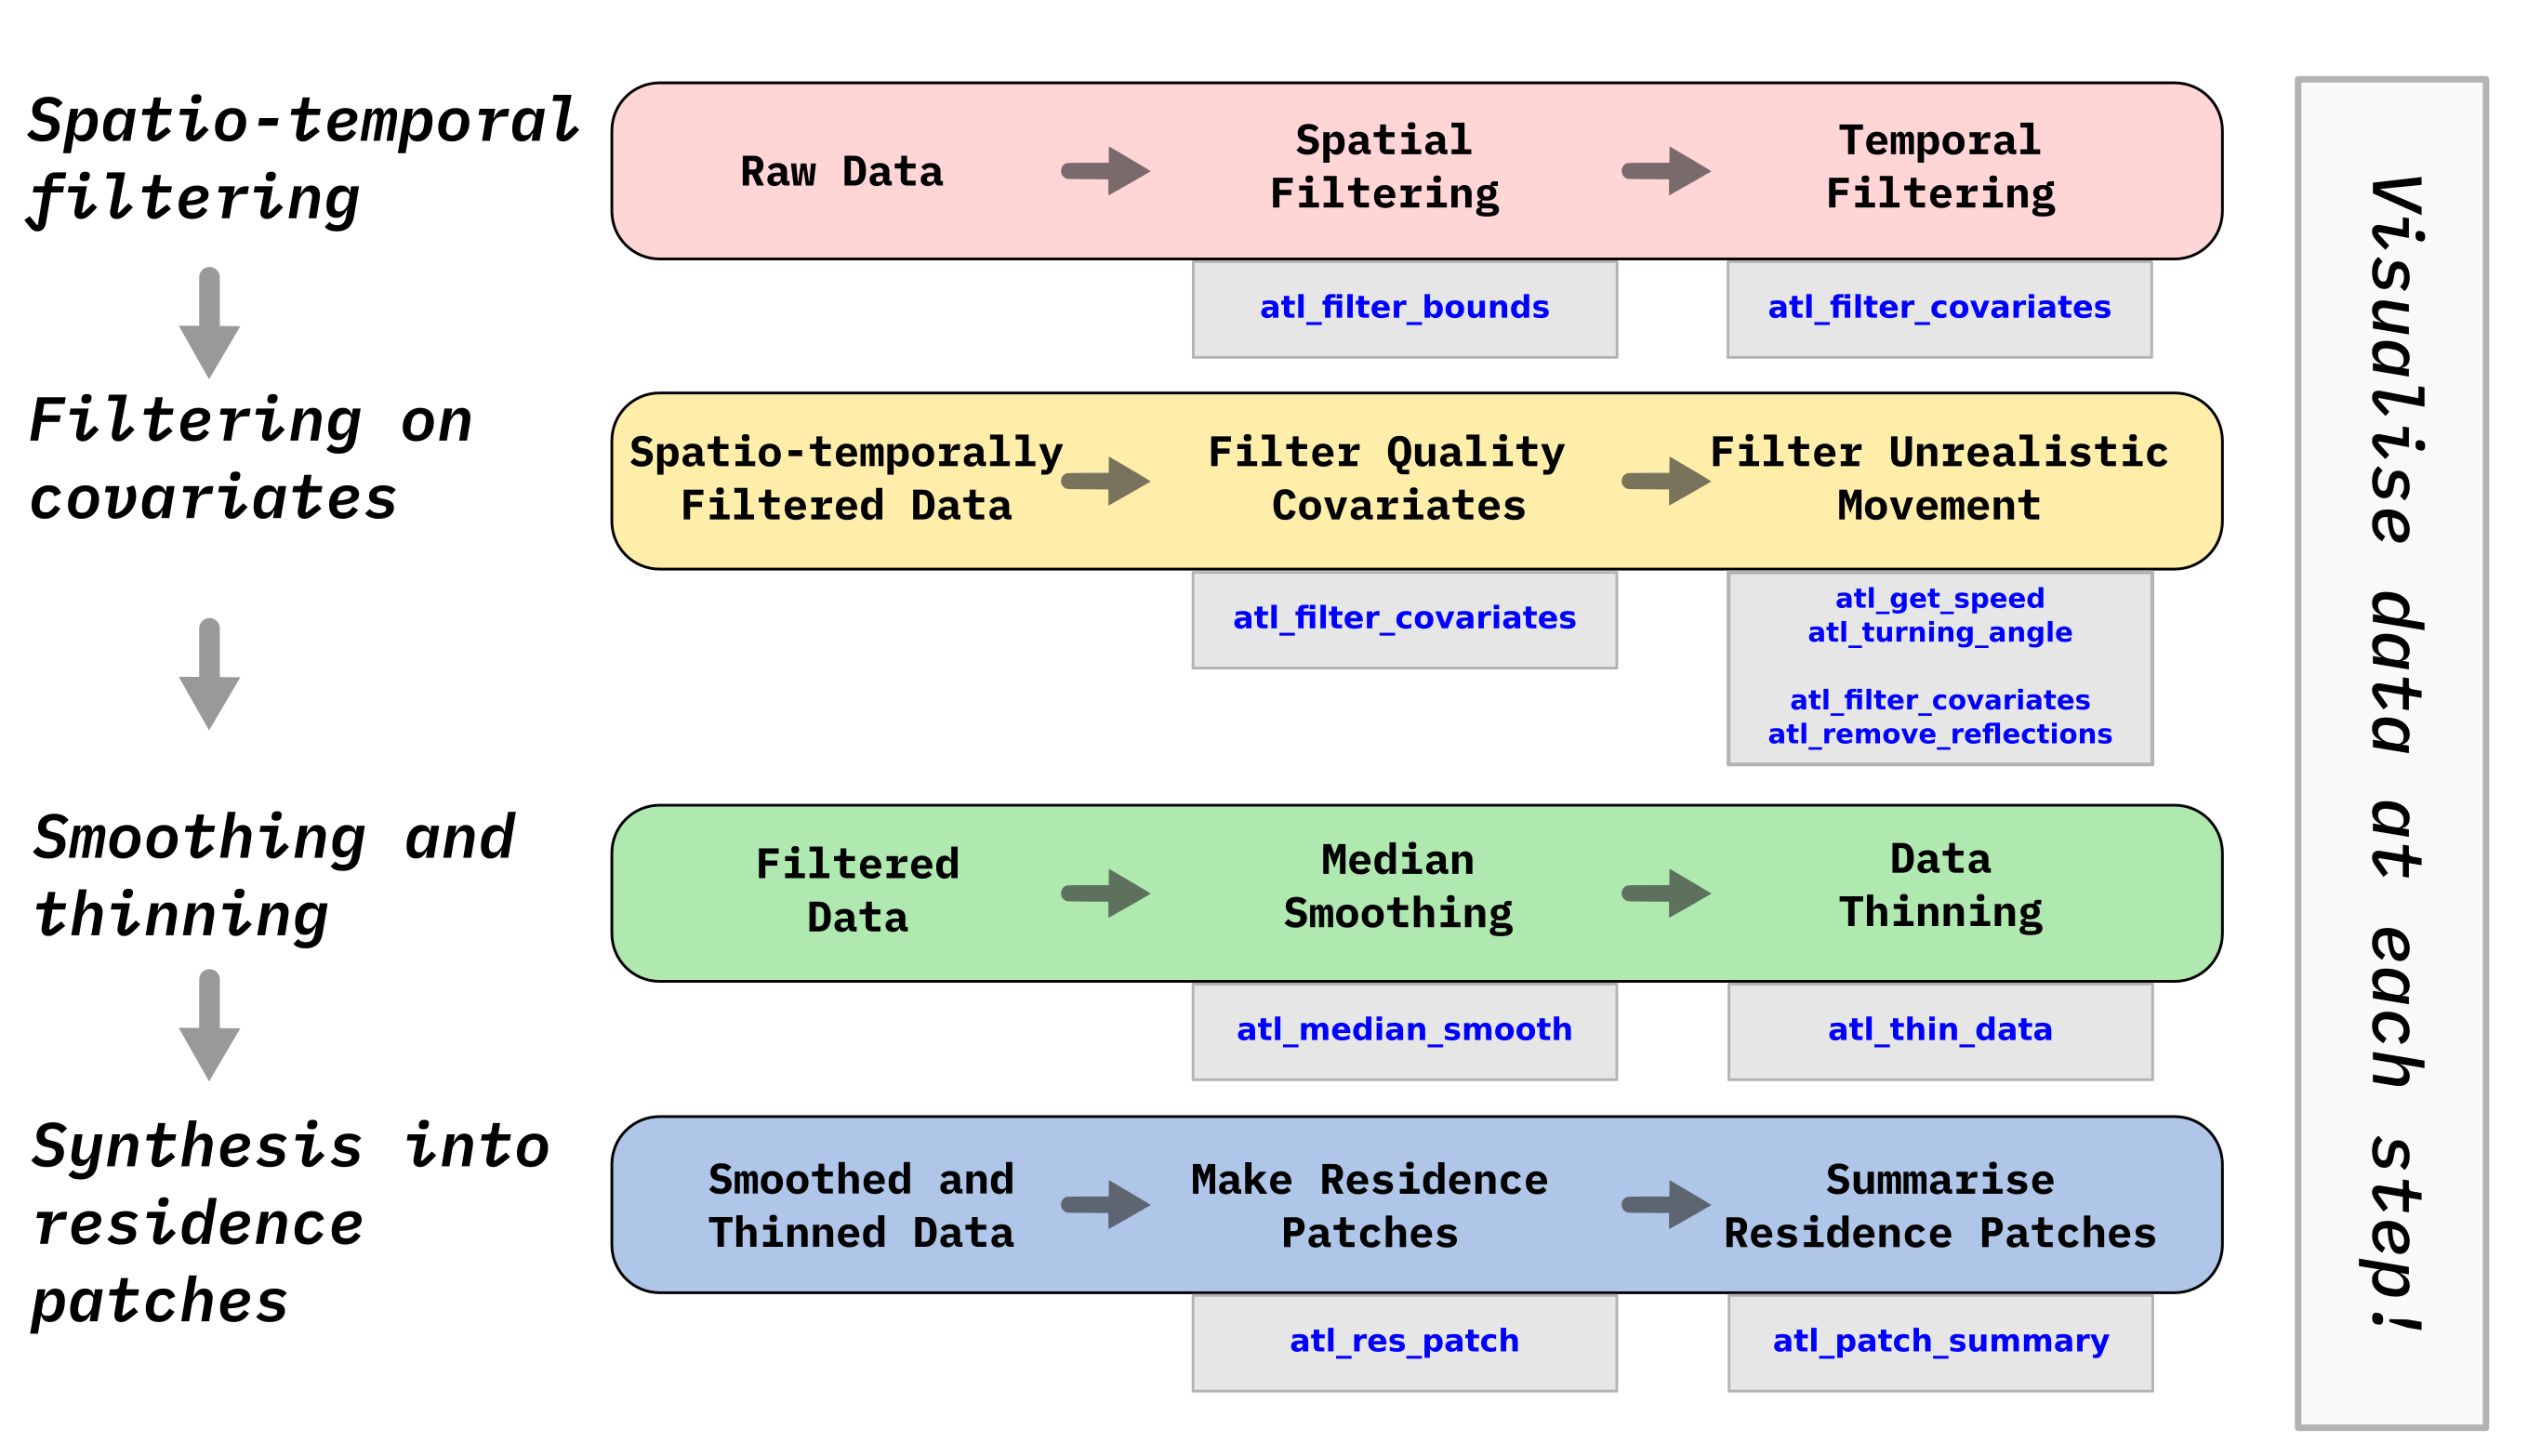 Spatio-temporal
filtering
Raw Data
Spatial
Filtering
Temporal
Filtering
atl_filter_bounds
atl_filter_covariates
Filtering on
covariates
Spatio-temporally
Filtered Data
Filter Quality
Covariates
Filter Unrealistic
Movement
atl_filter_covariates
atl_get_speed
atl_turning_angle
atl_filter_covariates
atl_remove_reflections
Smoothing and
thinning
Filtered
Data
Median
Smoothing
Data
Thinning
atl_median_smooth
atl_thin_data
Synthesis into
residence
patches
Smoothed and
Thinned Data
Make Residence
Patches
Summarise
Residence Patches
atl_res_patch
atl_patch_summary
Visualise data at each step!